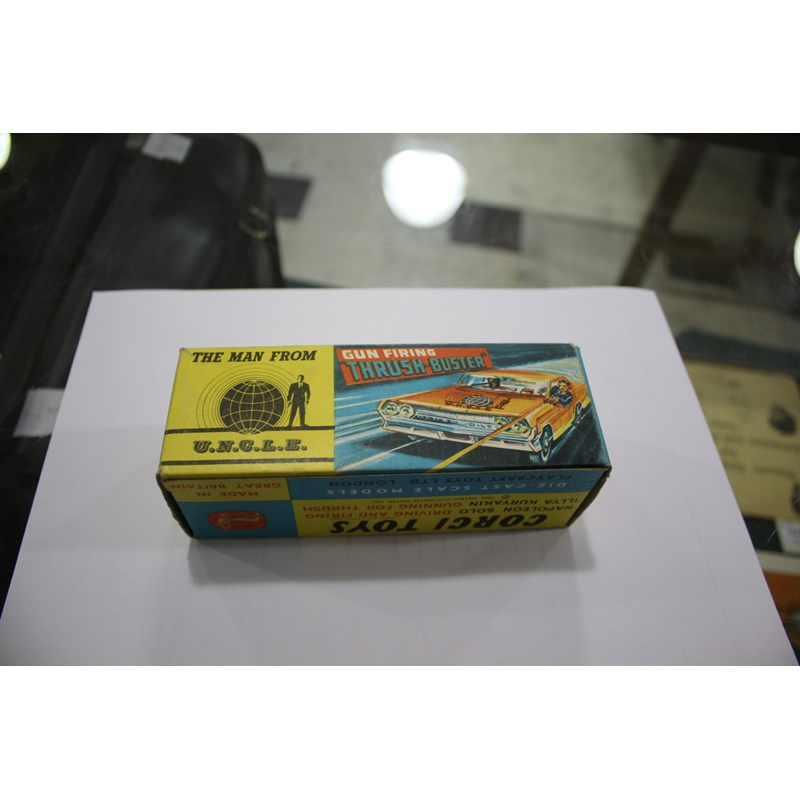 THE MAN FROM
U.N.C.L.E.
GUN FIRING
THRUSH-BUSTER
CORGI TOYS
NAPOLEON SOLO DRIVING AND FIRING
ILLYA KURYAKIN GUNNING FOR THRUSH
DIE-CAST SCALE MODELS
PLAYCRAFT TOYS LTD LONDON
MADE IN
GREAT BRITAIN